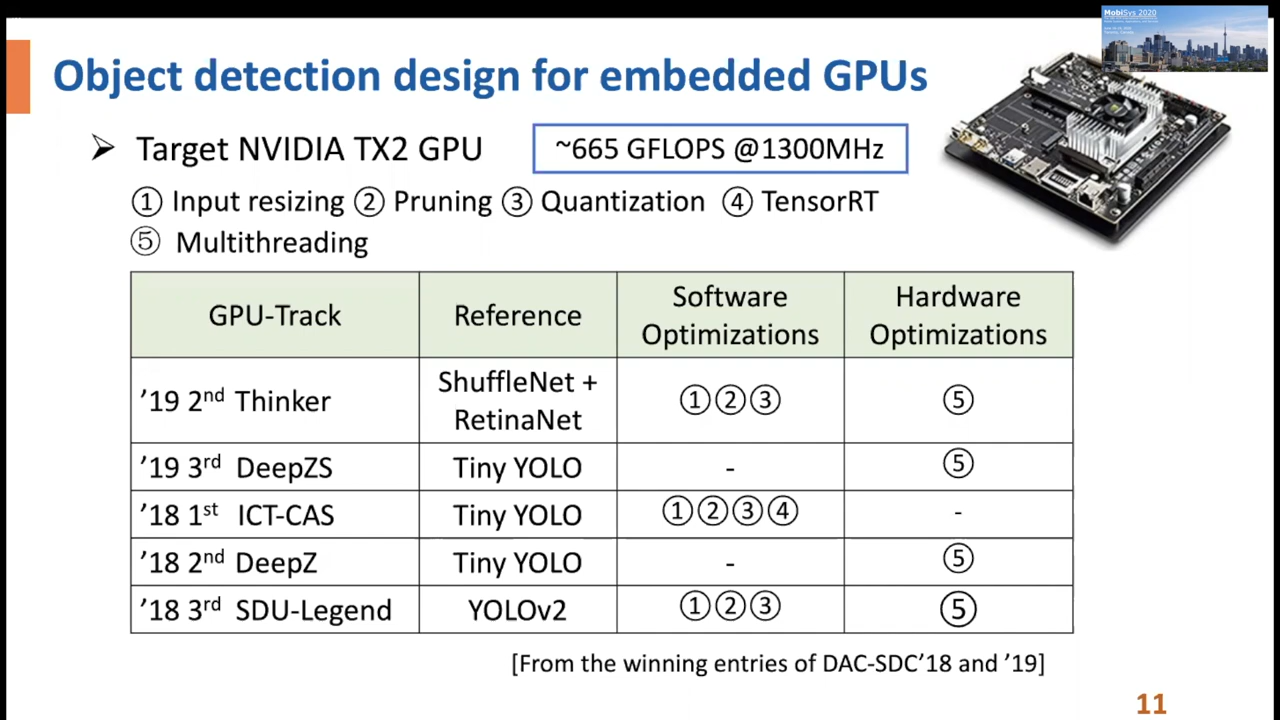 MobiSys 2020
Object detection design for embedded GPUs
➢ Target NVIDIA TX2 GPU
~665 GFLOPS @1300MHz
① Input resizing ② Pruning ③ Quantization ④ TensorRT
⑤ Multithreading
GPU-Track Reference Software Optimizations Hardware Optimizations
’19 2nd Thinker ShuffleNet + RetinaNet ①②③ ⑤
’19 3rd DeepZS Tiny YOLO - ⑤
’18 1st ICT-CAS Tiny YOLO ①②③④ -
’18 2nd DeepZ Tiny YOLO - ⑤
’18 3rd SDU-Legend YOLOv2 ①②③ ⑤
[From the winning entries of DAC-SDC’18 and ’19]
11